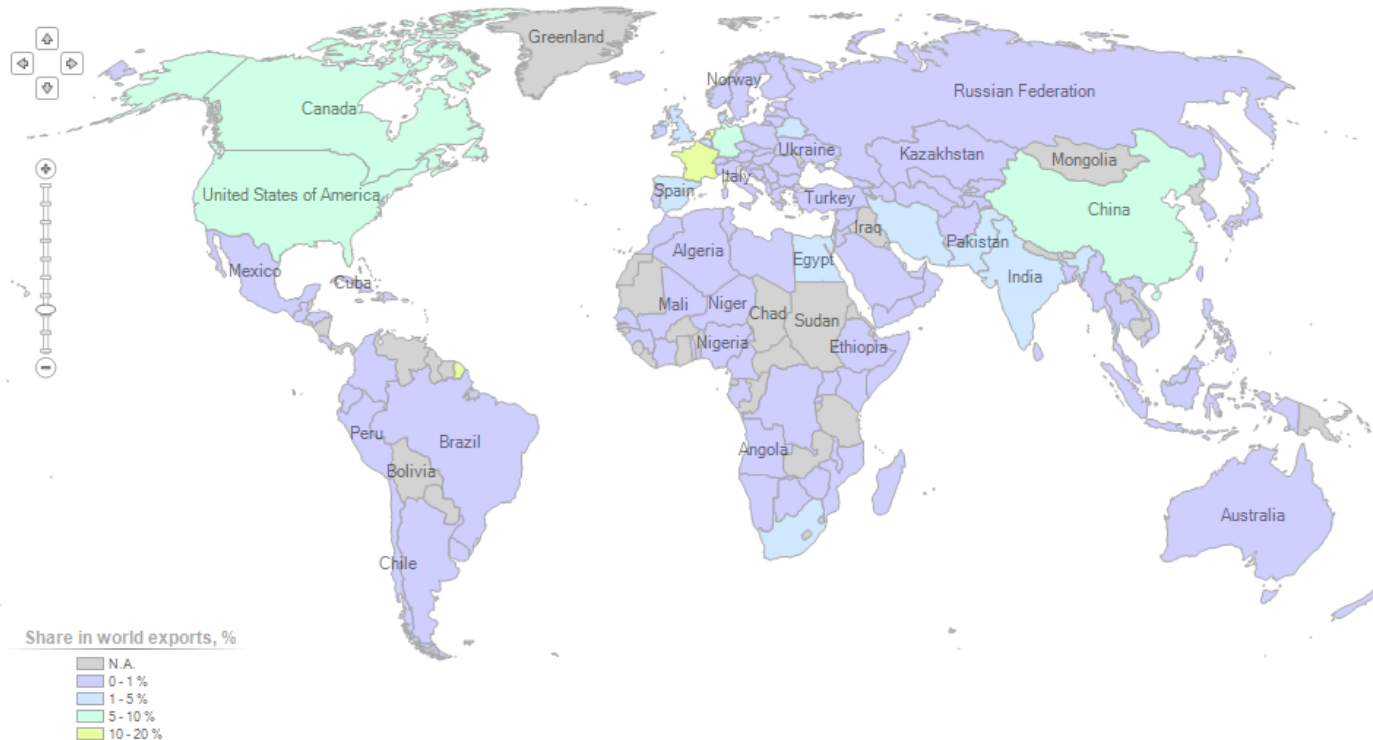 Greenland
Norway
Canada
Russian Federation
Ukraine
Kazakhstan
Mongolia
Italy
Spain
United States of America
Turkey
China
Iraq
Pakistan
Algeria
Egypt
Mexico
India
Cuba
Mali
Niger
Chad
Sudan
Nigeria
Ethiopia
Peru
Brazil
Angola
Bolivia
Australia
Chile
Share in world exports, %
N.A.
0 - 1 %
1 - 5 %
5 - 10 %
10 - 20 %